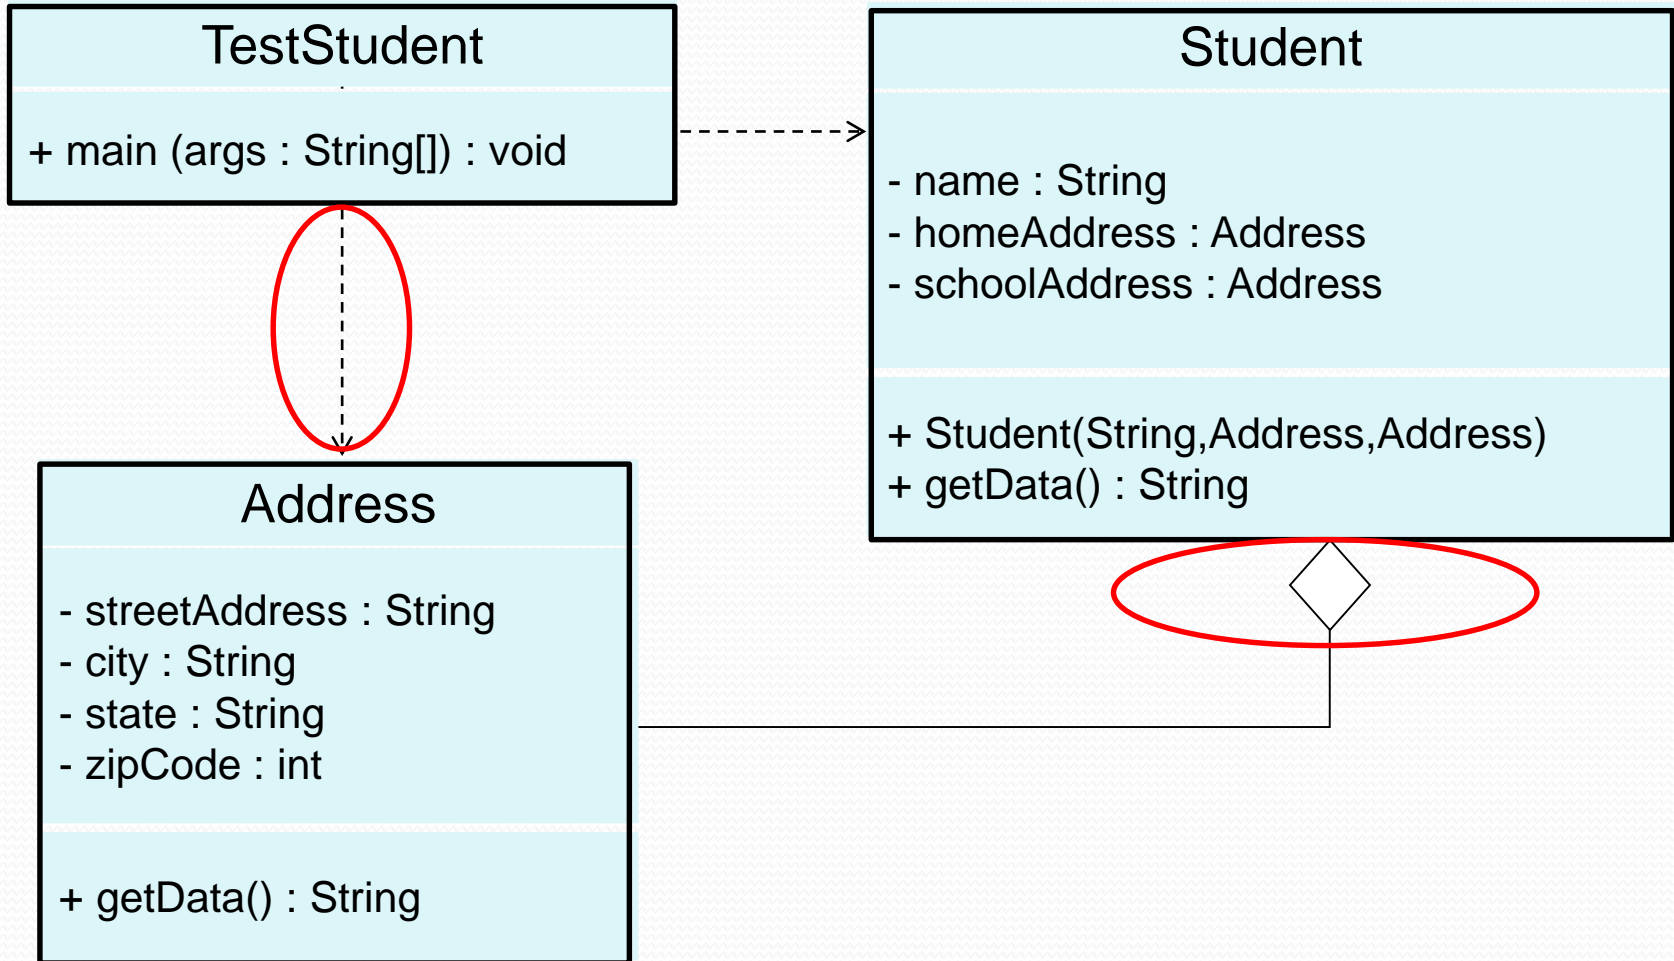 TestStudent
+ main (args : String[]) : void
Student
- name : String
- homeAddress : Address
- schoolAddress : Address
+ Student(String,Address,Address)
+ getData() : String
Address
- streetAddress : String
- city : String
- state : String
- zipCode : int
+ getData() : String